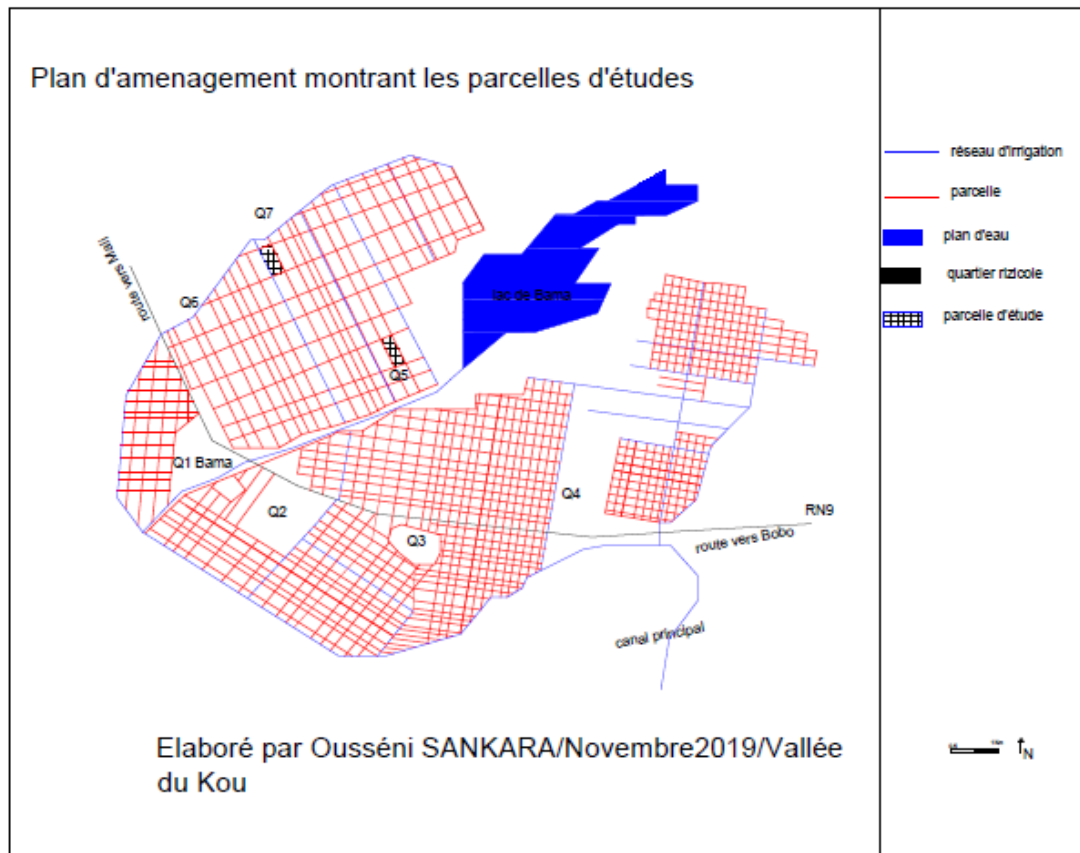 Plan d'amenagement montrant les parcelles d'études
réseau d'irrigation
parcelle
plan d'eau
quartier rizicole
parcelle d'étude
Q7
route vers Mali
Q6
lac de Bama
Q5
Q1 Bama
Q2
Q3
Q4
RN9
route vers Bobo
canal principal
N
Elaboré par Ousséni SANKARA/Novembre2019/Vallée
du Kou